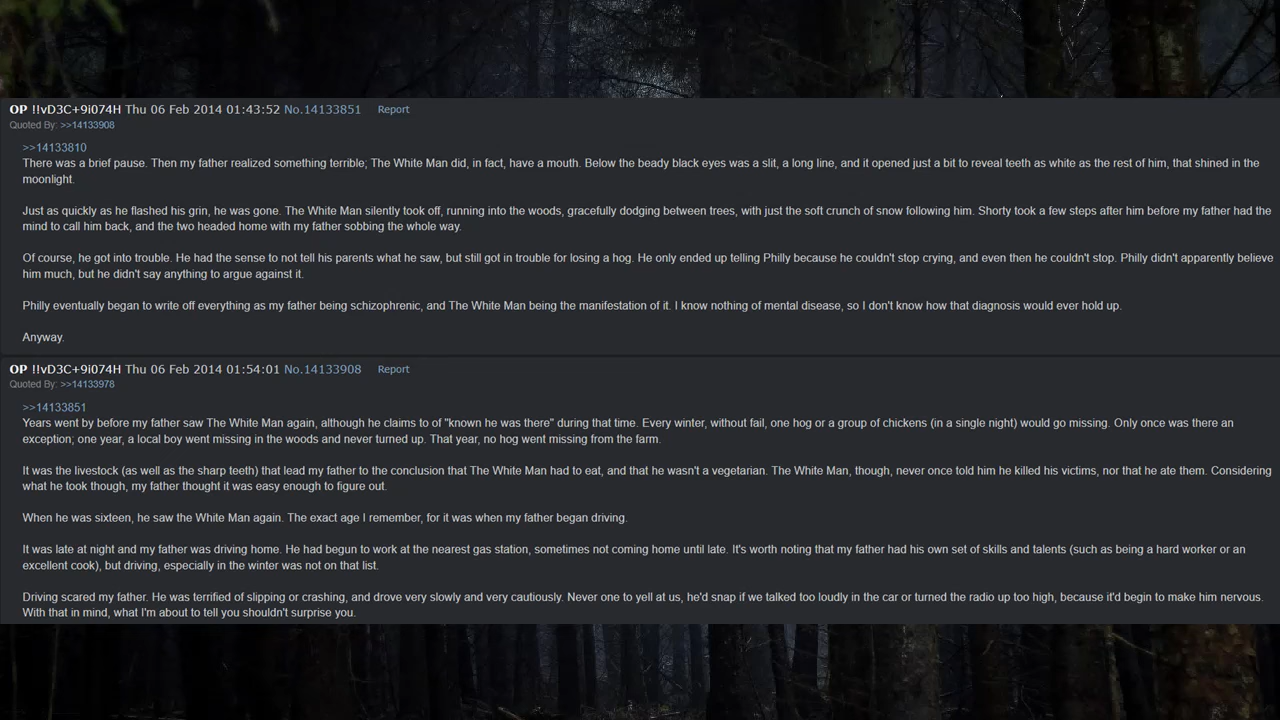 OP !!vD3C+9i074H Thu 06 Feb 2014 01:43:52 No.14133851 Report
Quoted By: >>14133908
>>14133810
There was a brief pause. Then my father realized something terrible; The White Man did, in fact, have a mouth. Below the beady black eyes was a slit, a long line, and it opened just a bit to reveal teeth as white as the rest of him, that shined in the
moonlight.
Just as quickly as he flashed his grin, he was gone. The White Man silently took off, running into the woods, gracefully dodging between trees, with just the soft crunch of snow following him. Shorty took a few steps after him before my father had the
mind to call him back, and the two headed home with my father sobbing the whole way.
Of course, he got into trouble. He had the sense to not tell his parents what he saw, but still got in trouble for losing a hog. He only ended up telling Philly because he couldn't stop crying, and even then he couldn't stop. Philly didn't apparently believe
him much, but he didn't say anything to argue against it.
Philly eventually began to write off everything as my father being schizophrenic, and The White Man being the manifestation of it. I know nothing of mental disease, so I don't know how that diagnosis would ever hold up.
Anyway.
OP !!vD3C+9i074H Thu 06 Feb 2014 01:54:01 No.14133908 Report
Quoted By: >>14133978
>>14133851
Years went by before my father saw The White Man again, although he claims to of "known he was there" during that time. Every winter, without fail, one hog or a group of chickens (in a single night) would go missing. Only once was there an
exception; one year, a local boy went missing in the woods and never turned up. That year, no hog went missing from the farm.
It was the livestock (as well as the sharp teeth) that lead my father to the conclusion that The White Man had to eat, and that he wasn't a vegetarian. The White Man, though, never once told him he killed his victims, nor that he ate them. Considering
what he took though, my father thought it was easy enough to figure out.
When he was sixteen, he saw the White Man again. The exact age I remember, for it was when my father began driving.
It was late at night and my father was driving home. He had begun to work at the nearest gas station, sometimes not coming home until late. It's worth noting that my father had his own set of skills and talents (such as being a hard worker or an
excellent cook), but driving, especially in the winter was not on that list.
Driving scared my father. He was terrified of slipping or crashing, and drove very slowly and very cautiously. Never one to yell at us, he'd snap if we talked too loudly in the car or turned the radio up too high, because it'd begin to make him nervous.
With that in mind, what I'm about to tell you shouldn't surprise you.